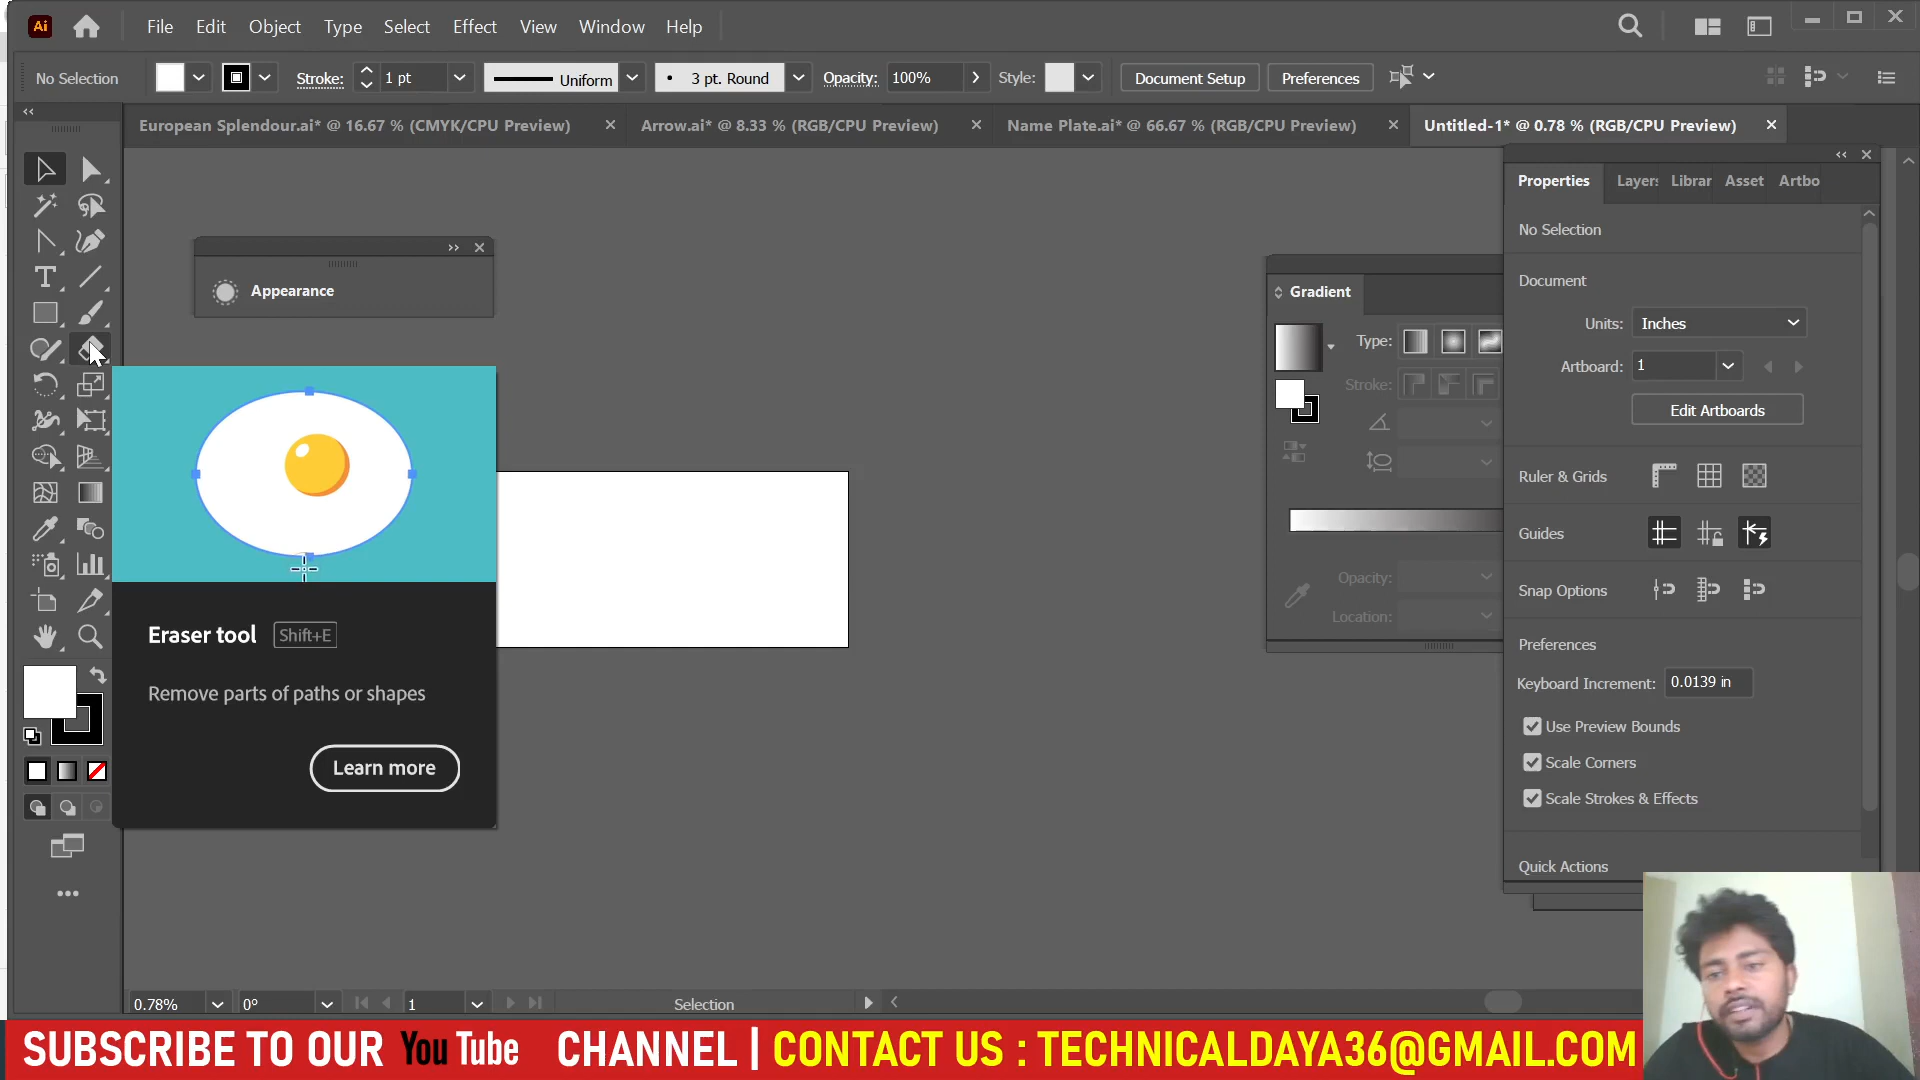 Ai File Edit Object Type Select Effect View Window Help
No Selection Stroke: 1 pt Uniform 3 pt. Round Opacity: 100% Style: Document Setup Preferences
European Splendour.ai* @ 16.67 % (CMYK/CPU Preview) Arrow.ai* @ 8.33 % (RGB/CPU Preview) Name Plate.ai* @ 66.67 % (RGB/CPU Preview) Untitled-1* @ 0.78 % (RGB/CPU Preview)
Properties Layers Librar Asset Artbo
No Selection
Document
Units: Inches
Artboard: 1
Edit Artboards
Ruler & Grids
Guides
Snap Options
Preferences
Keyboard Increment: 0.0139 in
Use Preview Bounds
Scale Corners
Scale Strokes & Effects
Quick Actions
Appearance
Gradient
Type:
Stroke:
Opacity:
Location:
Eraser tool Shift+E
Remove parts of paths or shapes
Learn more
0.78% 0° 1 Selection
SUBSCRIBE TO OUR YouTube CHANNEL | CONTACT US : TECHNICALDAYA36@GMAIL.COM